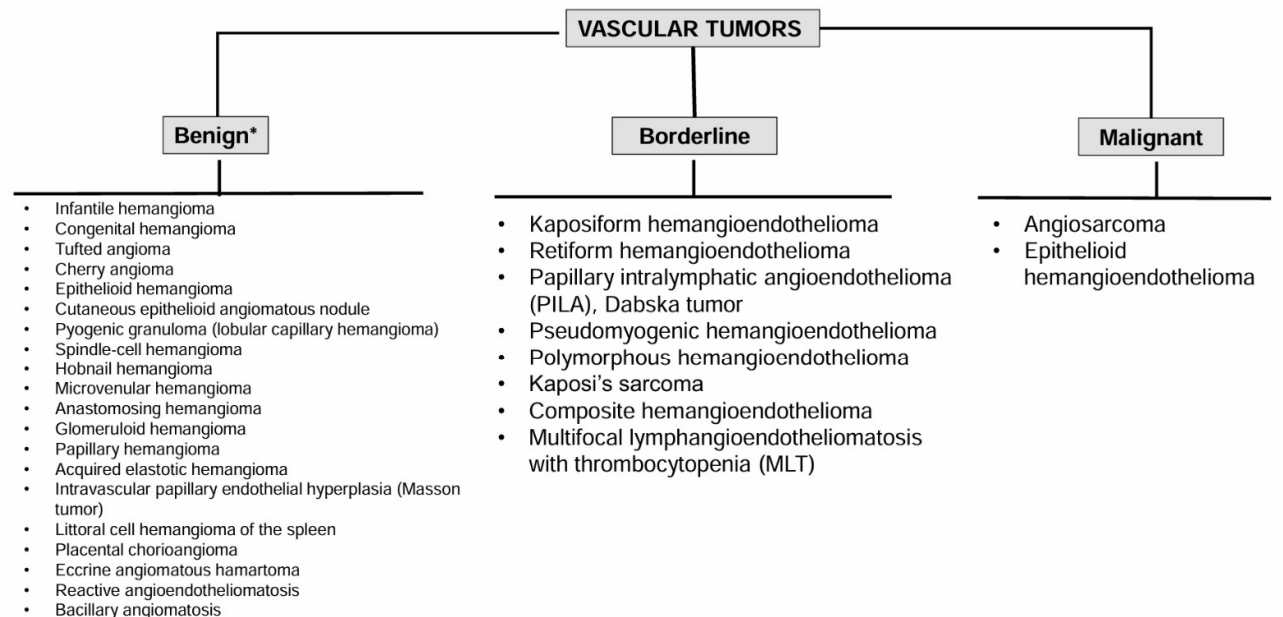 VASCULAR TUMORS
Benign*
• Infantile hemangioma
• Congenital hemangioma
• Tufted angioma
• Cherry angioma
• Epithelioid hemangioma
• Cutaneous epithelioid angiomatous nodule
• Pyogenic granuloma (lobular capillary hemangioma)
• Spindle-cell hemangioma
• Hobnail hemangioma
• Microvenular hemangioma
• Anastomosing hemangioma
• Glomeruloid hemangioma
• Papillary hemangioma
• Acquired elastotic hemangioma
• Intravascular papillary endothelial hyperplasia (Masson
tumor)
• Littoral cell hemangioma of the spleen
• Placental chorioangioma
• Eccrine angiomatous hamartoma
• Reactive angioendotheliomatosis
• Bacillary angiomatosis
Borderline
• Kaposiform hemangioendothelioma
• Retiform hemangioendothelioma
• Papillary intralymphatic angioendothelioma
(PILA), Dabska tumor
• Pseudomyogenic hemangioendothelioma
• Polymorphous hemangioendothelioma
• Kaposi's sarcoma
• Composite hemangioendothelioma
• Multifocal lymphangioendotheliomatosis
with thrombocytopenia (MLT)
Malignant
• Angiosarcoma
• Epithelioid
hemangioendothelioma